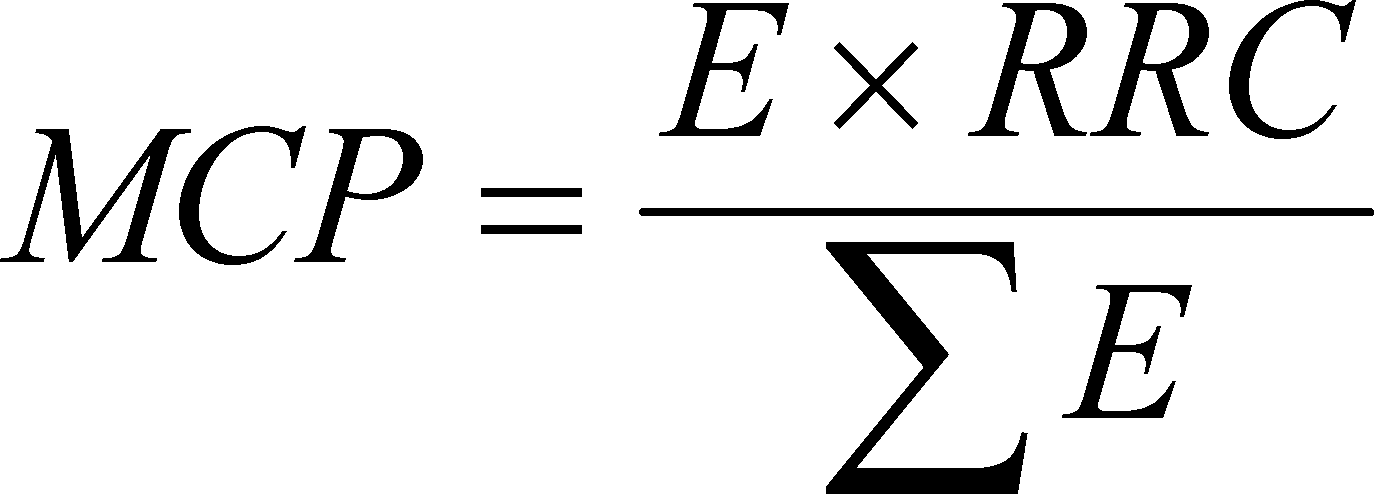 MCP = E × RRC / ∑ E